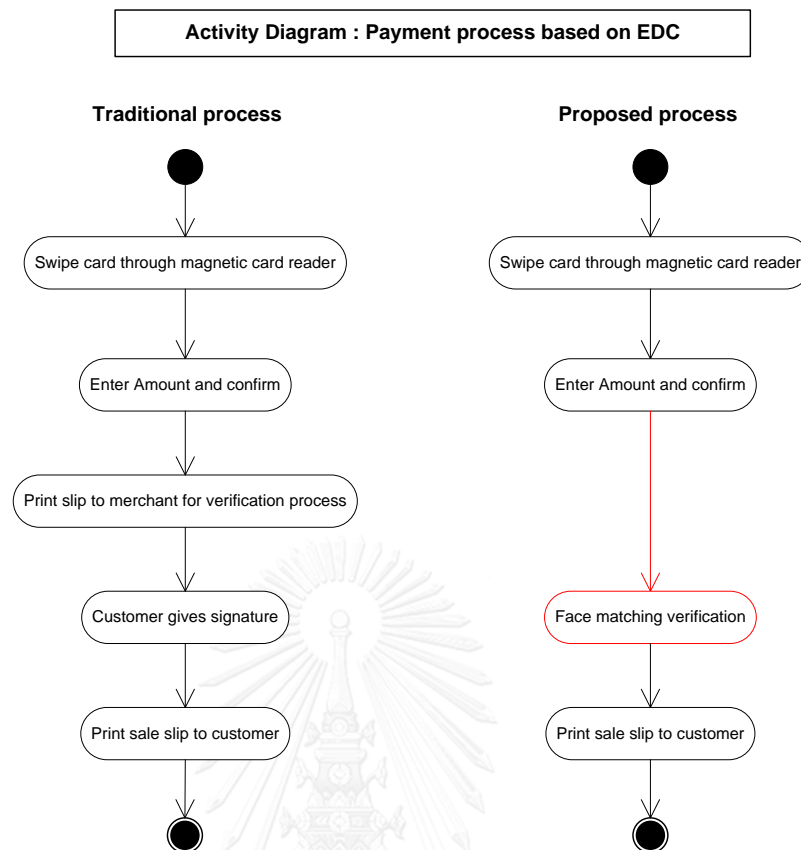 Activity Diagram : Payment process based on EDC
Traditional process
Swipe card through magnetic card reader
Enter Amount and confirm
Print slip to merchant for verification process
Customer gives signature
Print sale slip to customer
Proposed process
Swipe card through magnetic card reader
Enter Amount and confirm
Face matching verification
Print sale slip to customer